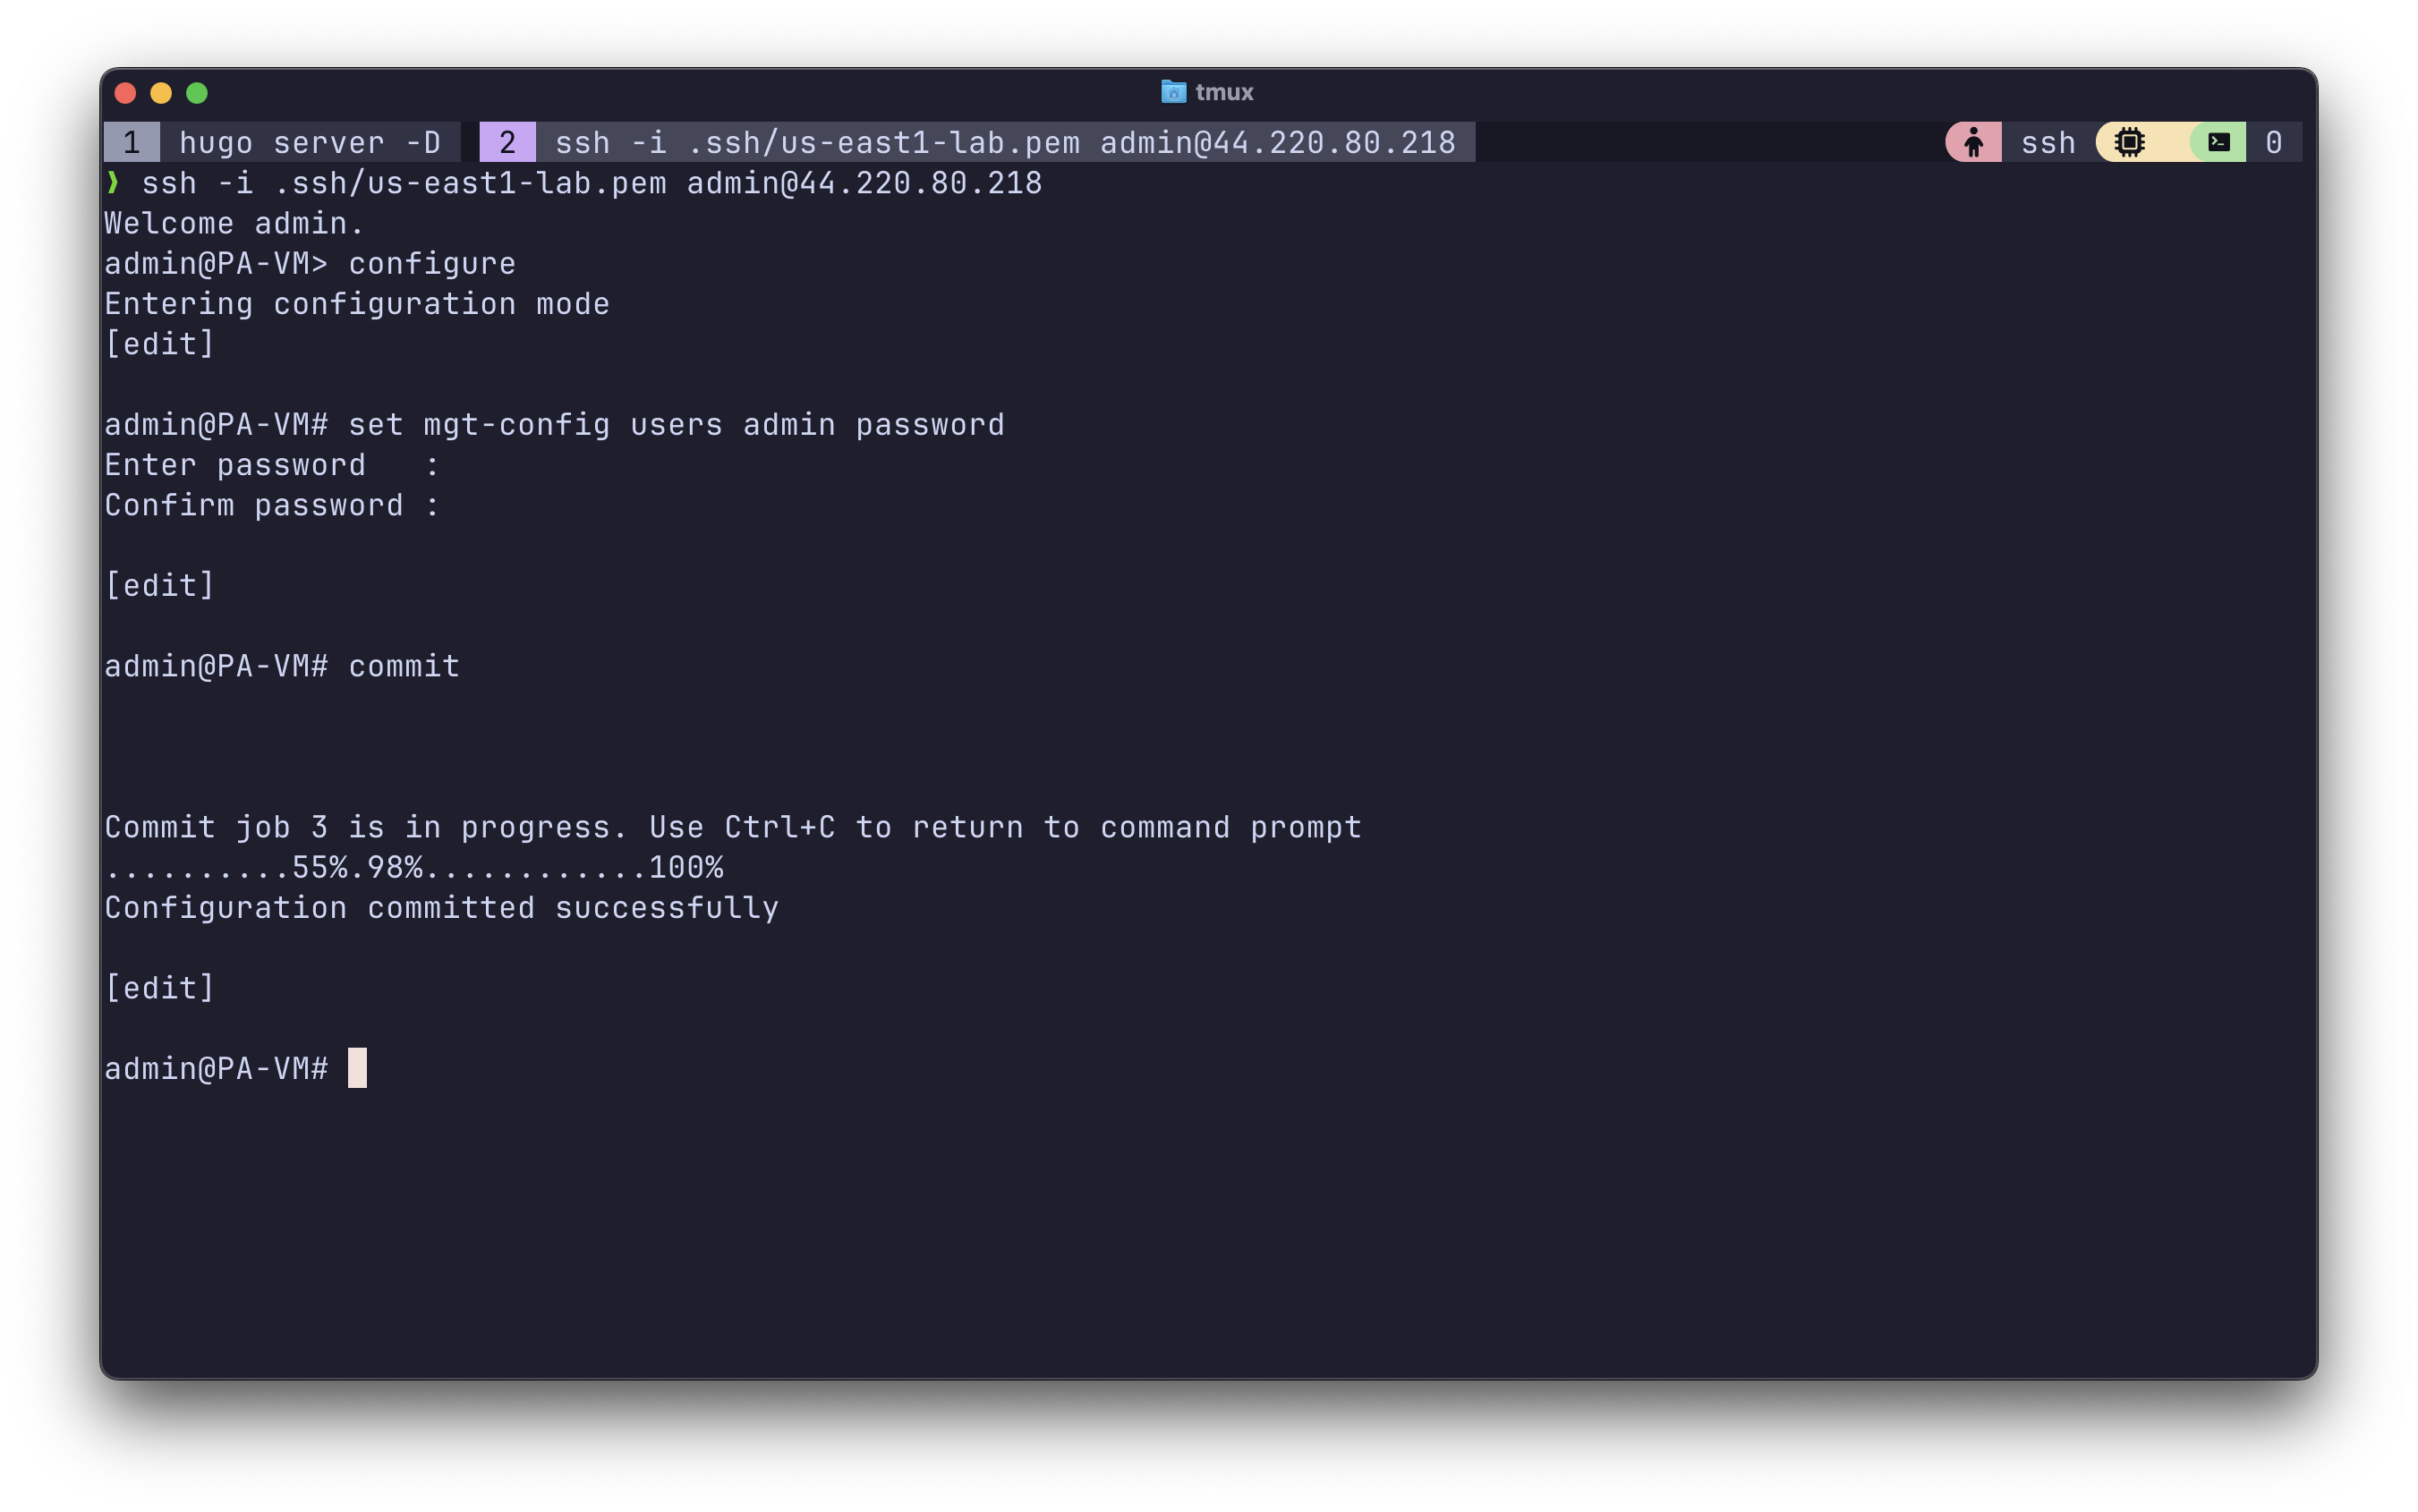 tmux
1 hugo server -D 2 ssh -i .ssh/us-east1-lab.pem admin@44.220.80.218 ssh 0
❯ ssh -i .ssh/us-east1-lab.pem admin@44.220.80.218
Welcome admin.
admin@PA-VM> configure
Entering configuration mode
[edit]
admin@PA-VM# set mgt-config users admin password
Enter password   :
Confirm password :
[edit]
admin@PA-VM# commit
Commit job 3 is in progress. Use Ctrl+C to return to command prompt
..........55%.98%............100%
Configuration committed successfully
[edit]
admin@PA-VM#